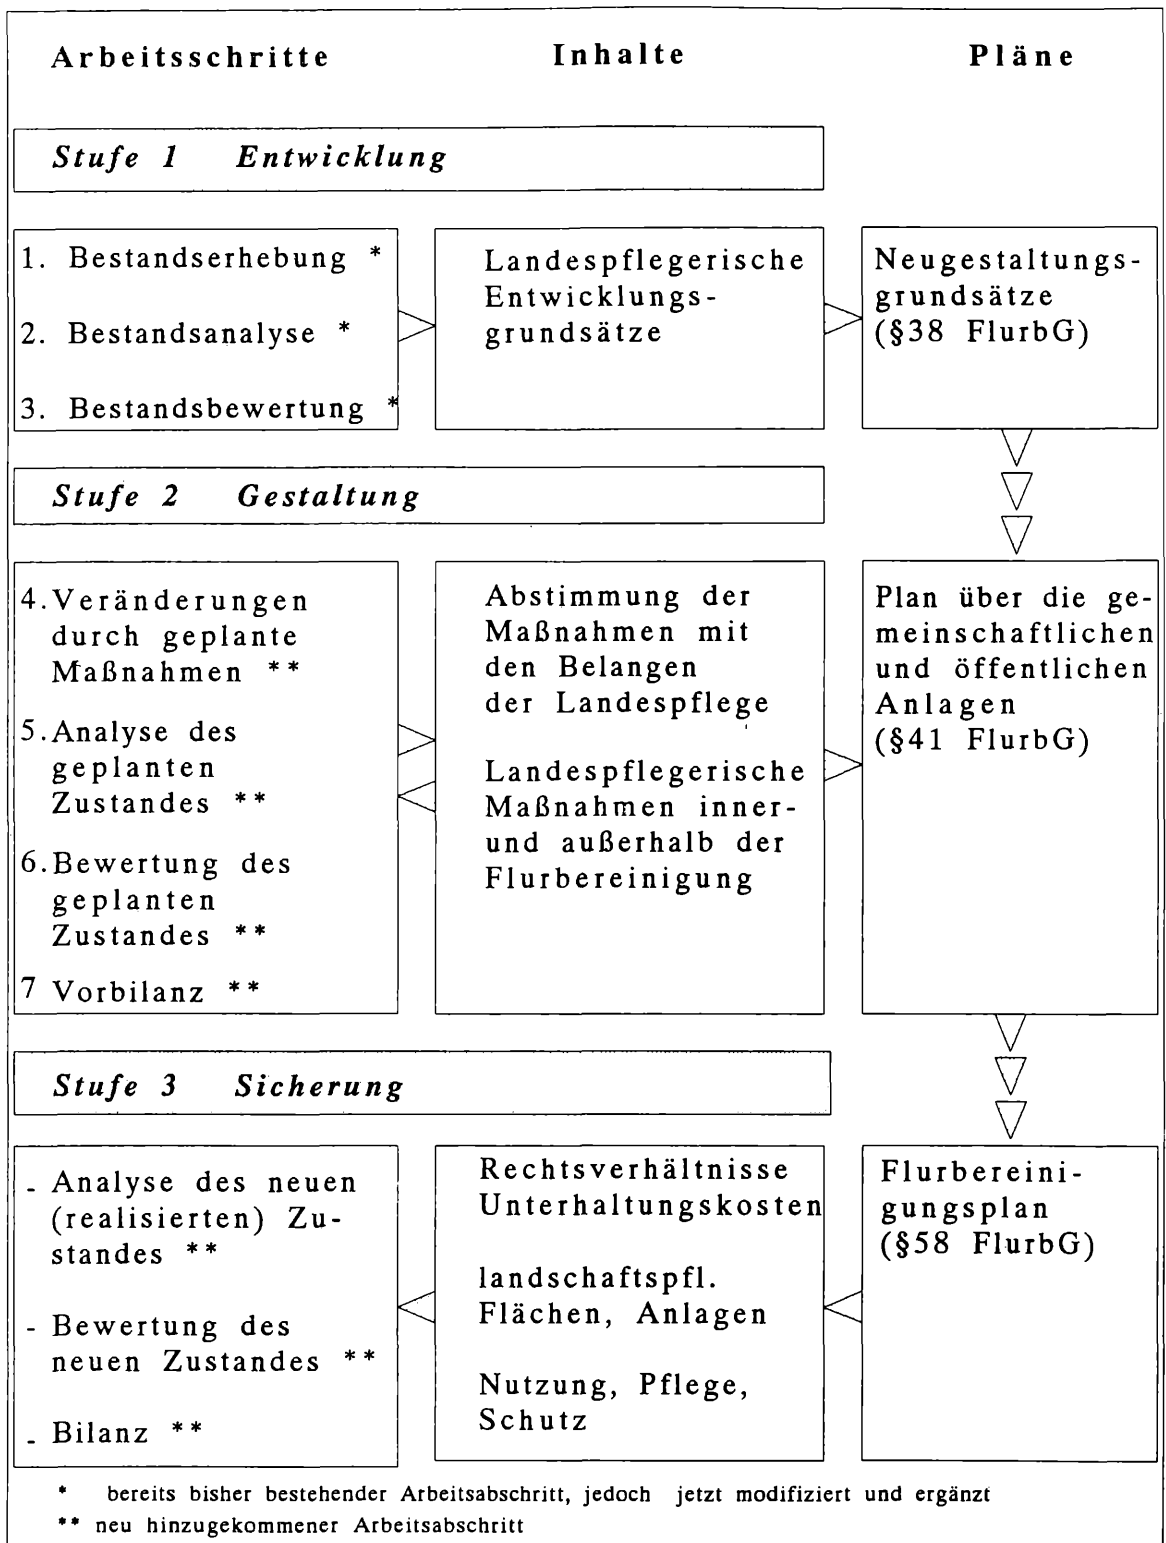 Arbeitsschritte
Inhalte
Pläne
Stufe 1 Entwicklung
1. Bestandserhebung *
2. Bestandsanalyse *
3. Bestandsbewertung *
Landespflegerische
Entwicklungs-
grundsätze
Neugestaltungs-
grundsätze
(§38 FlurbG)
Stufe 2 Gestaltung
4. Veränderungen
durch geplante
Maßnahmen **
5. Analyse des
geplanten
Zustandes **
6. Bewertung des
geplanten
Zustandes **
7 Vorbilanz **
Abstimmung der
Maßnahmen mit
den Belangen
der Landespflege
Landespflegerische
Maßnahmen inner-
und außerhalb der
Flurbereinigung
Plan über die ge-
meinschaftlichen
und öffentlichen
Anlagen
(§41 FlurbG)
Stufe 3 Sicherung
- Analyse des neuen
(realisierten) Zu-
standes **
- Bewertung des
neuen Zustandes **
- Bilanz **
Rechtsverhältnisse
Unterhaltungskosten
landschaftspfl.
Flächen, Anlagen
Nutzung, Pflege,
Schutz
Flurbereini-
gungsplan
(§58 FlurbG)
* bereits bisher bestehender Arbeitsabschritt, jedoch jetzt modifiziert und ergänzt
** neu hinzugekommener Arbeitsabschritt